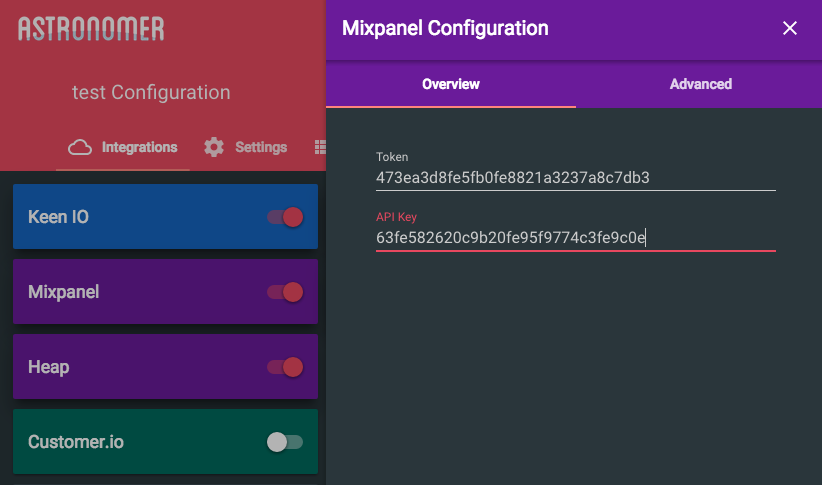 ASTRONOMER
test Configuration
Integrations
Settings
Keen IO
Mixpanel
Heap
Customer.io
Mixpanel Configuration
Overview
Advanced
Token
473ea3d8fe5fb0fe8821a3237a8c7db3
API Key
63fe582620c9b20fe95f9774c3fe9c0e